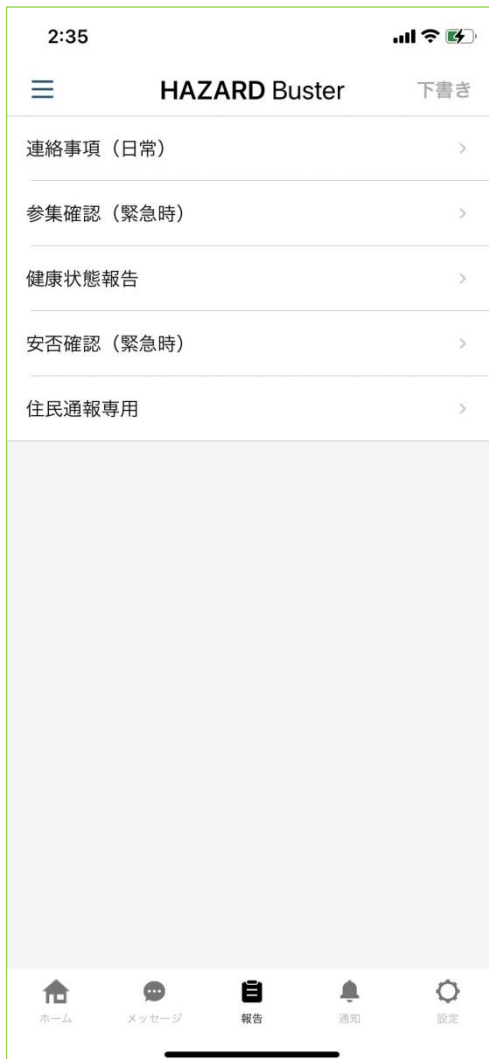 2:35
HAZARD Buster 下書き
連絡事項（日常）
参集確認（緊急時）
健康状態報告
安否確認（緊急時）
住民通報専用
ホーム メッセージ 報告 通知 設定